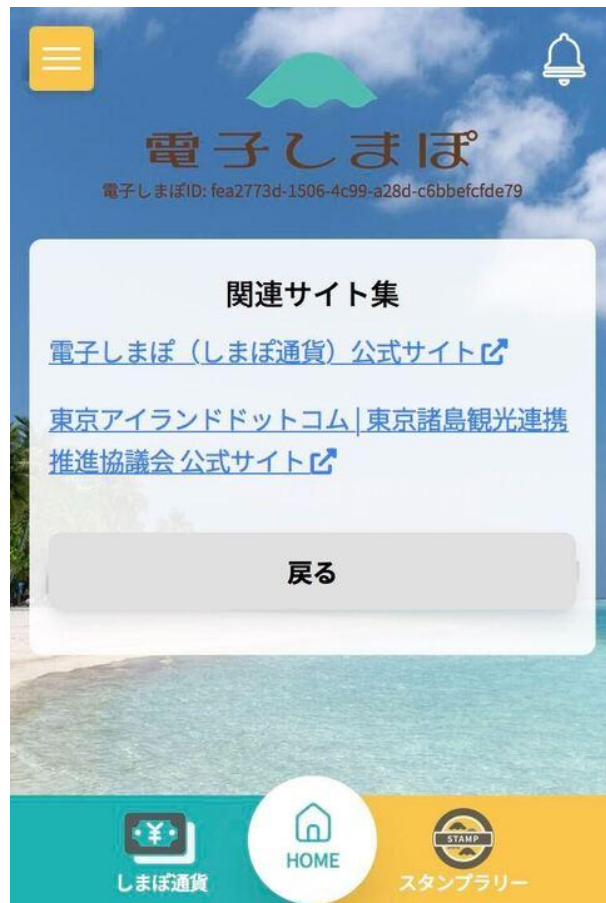 電子しまぽ
電子しまぽID: fea2773d-1506-4c99-a28d-c6bbefcfde79
関連サイト集
電子しまぽ（しまぽ通貨）公式サイト
東京アイランドドットコム | 東京諸島観光連携
推進協議会 公式サイト
戻る
¥
しまぽ通貨
HOME
STAMP
スタンプラリー